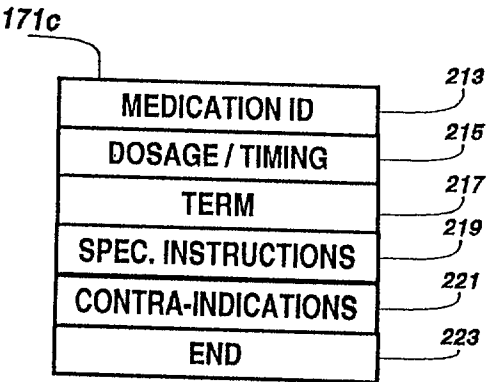 171c
MEDICATION ID 213
DOSAGE / TIMING 215
TERM 217
SPEC. INSTRUCTIONS 219
CONTRA-INDICATIONS 221
END 223